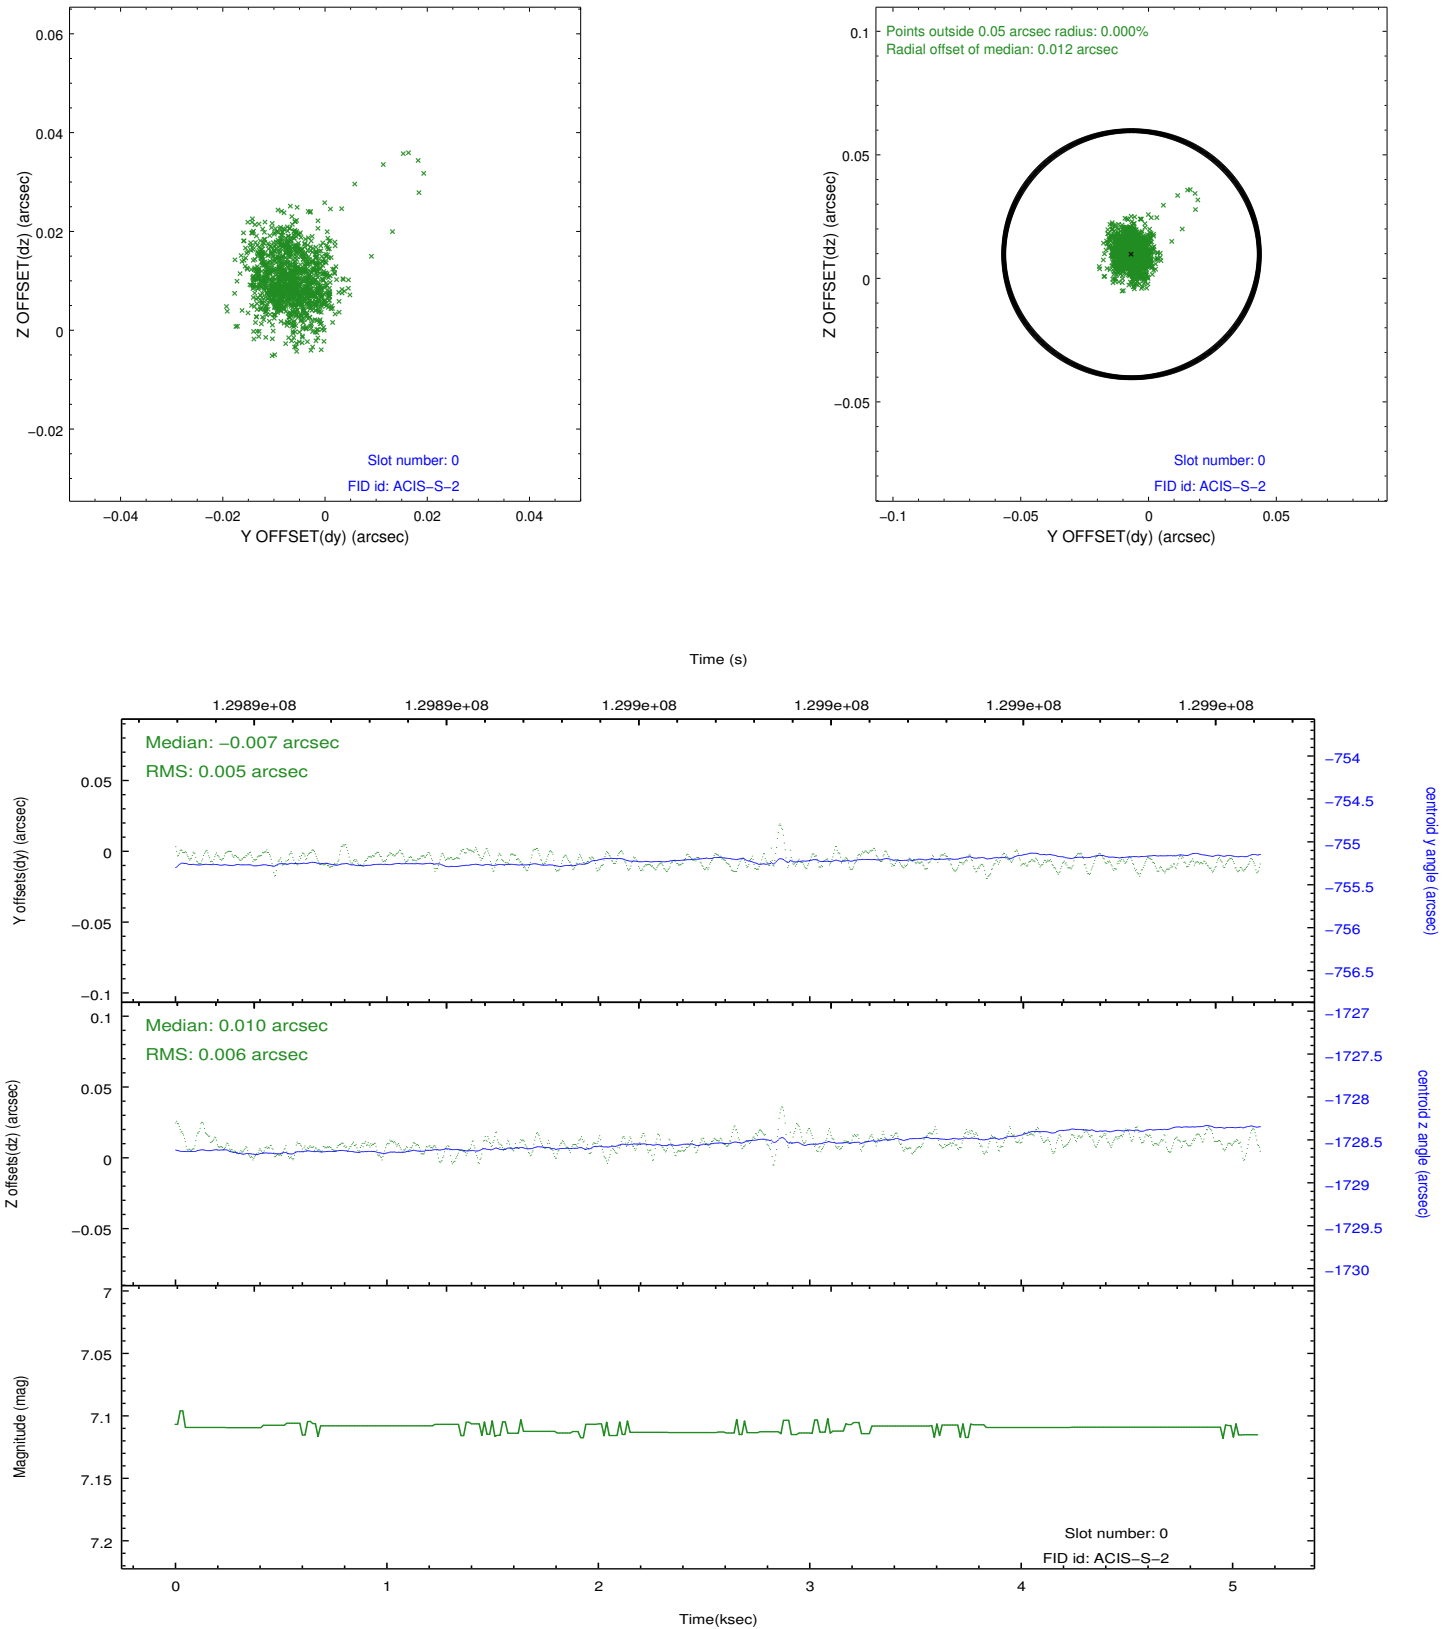 0.06
0.04
0.02
0
−0.02
Z OFFSET(dz) (arcsec)
Slot number: 0
FID id: ACIS−S−2
−0.04
−0.02
0
0.02
0.04
Y OFFSET(dy) (arcsec)
Points outside 0.05 arcsec radius: 0.000%
Radial offset of median: 0.012 arcsec
0.1
0.05
0
−0.05
Z OFFSET(dz) (arcsec)
Slot number: 0
FID id: ACIS−S−2
−0.1
−0.05
0
0.05
Y OFFSET(dy) (arcsec)
Time (s)
1.2989e+08
1.2989e+08
1.299e+08
1.299e+08
1.299e+08
1.299e+08
Median: −0.007 arcsec
RMS: 0.005 arcsec
0.05
0
−0.05
−0.1
Y offsets(dy) (arcsec)
−754
−754.5
−755
−755.5
−756
−756.5
centroid y angle (arcsec)
Median: 0.010 arcsec
RMS: 0.006 arcsec
0.1
0.05
0
−0.05
Z offsets(dz) (arcsec)
−1727
−1727.5
−1728
−1728.5
−1729
−1729.5
−1730
centroid z angle (arcsec)
7
7.05
7.1
7.15
7.2
Magnitude (mag)
Slot number: 0
FID id: ACIS−S−2
0
1
2
3
4
5
Time(ksec)